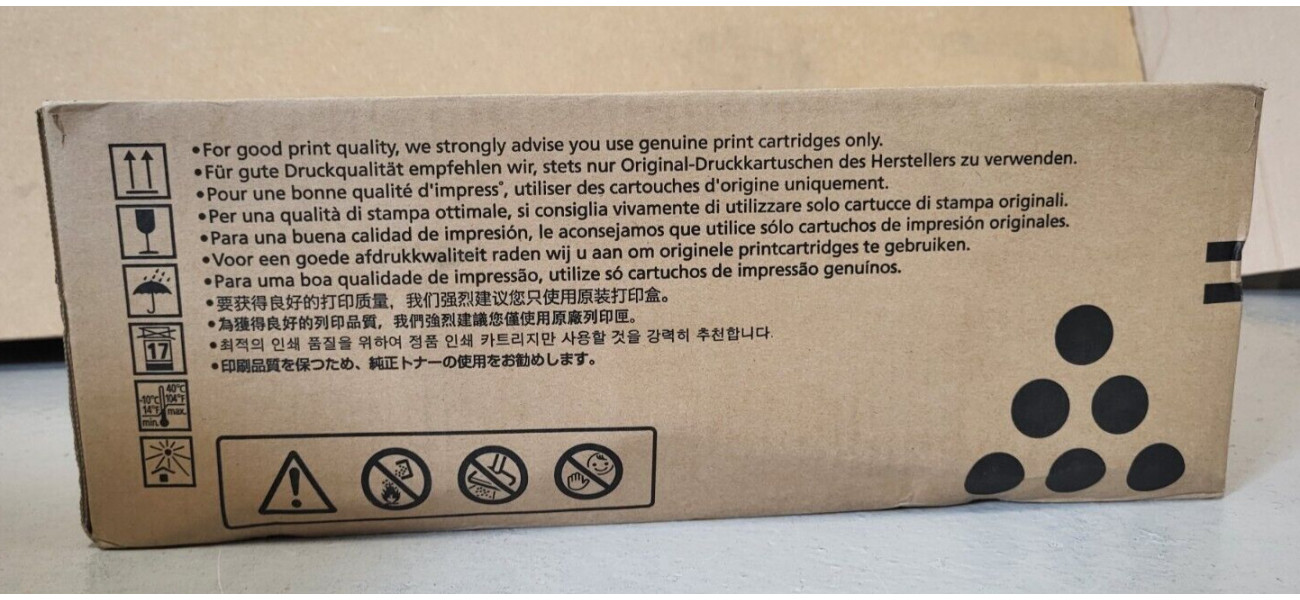 •For good print quality, we strongly advise you use genuine print cartridges only.
•Für gute Druckqualität empfehlen wir, stets nur Original-Druckkartuschen des Herstellers zu verwenden.
•Pour une bonne qualité d'impress°, utiliser des cartouches d'origine uniquement.
•Per una qualità di stampa ottimale, si consiglia vivamente di utilizzare solo cartucce di stampa originali.
•Para una buena calidad de impresión, le aconsejamos que utilice sólo cartuchos de impresión originales.
•Voor een goede afdrukkwaliteit raden wij u aan om originele printcartridges te gebruiken.
•Para uma boa qualidade de impressão, utilize só cartuchos de impressão genuínos.
•要获得良好的打印质量，我们强烈建议您只使用原装打印盒。
•為獲得良好的列印品質，我們強烈建議您僅使用原廠列印匣。
•최적의 인쇄 품질을 위하여 정품 인쇄 카트리지만 사용할 것을 강력히 추천합니다.
•印刷品質を保つため、純正トナーの使用をお勧めします。
17
40°C
-10°C 104°F
14°F max.
min.